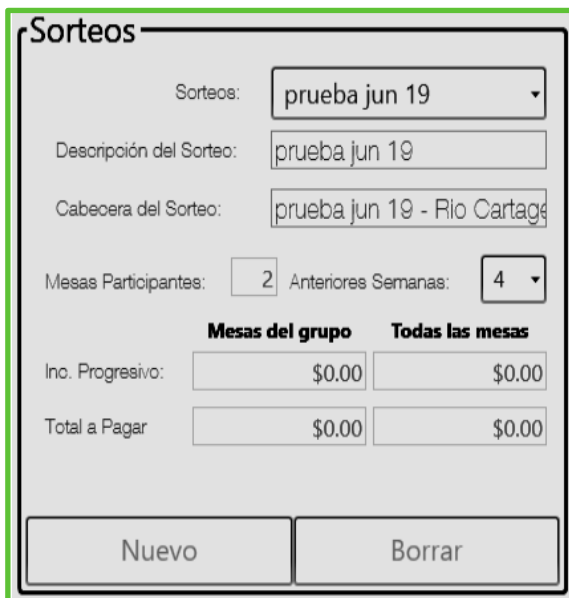 Sorteos
Sorteos: prueba jun 19
Descripción del Sorteo: prueba jun 19
Cabecera del Sorteo: prueba jun 19 - Rio Cartage
Mesas Participantes: 2 Anteriores Semanas: 4
Mesas del grupo Todas las mesas
Inc. Progresivo: $0.00 $0.00
Total a Pagar $0.00 $0.00
Nuevo Borrar